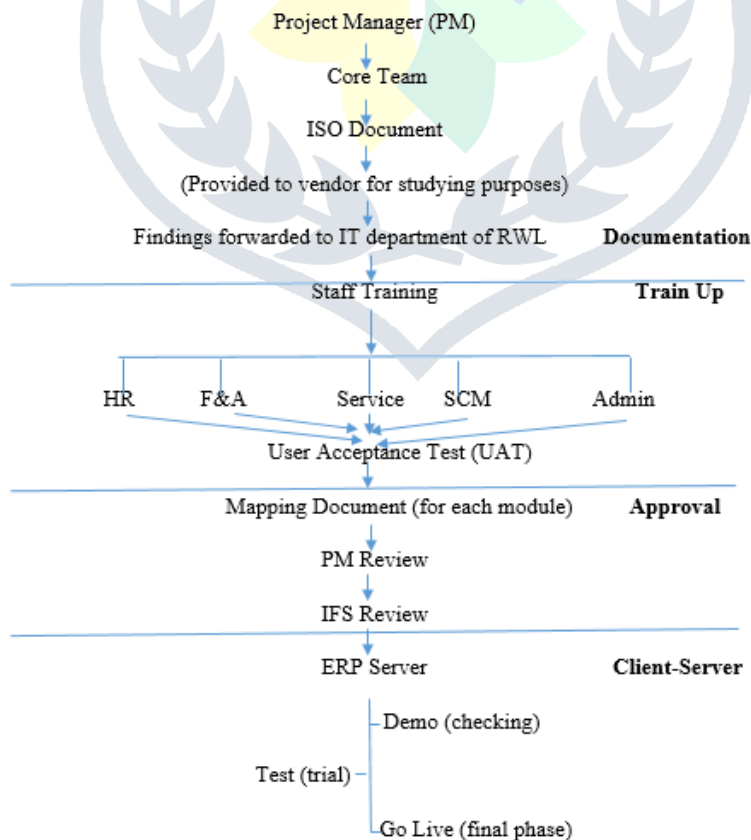 Project Manager (PM)
Core Team
ISO Document
(Provided to vendor for studying purposes)
Findings forwarded to IT department of RWL Documentation
Staff Training Train Up
HR F&A Service SCM Admin
User Acceptance Test (UAT)
Mapping Document (for each module) Approval
PM Review
IFS Review
ERP Server Client-Server
Demo (checking)
Test (trial)
Go Live (final phase)